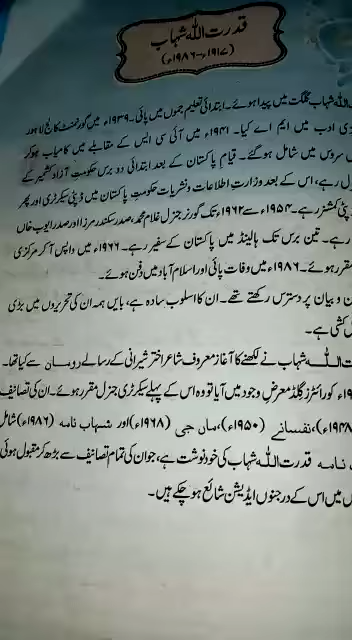 قدرت اللہ شہاب
(۱۹۱۷ء–۱۹۸۶ء)
اللہ شہاب گلگت میں پیدا ہوئے۔ ابتدائی تعلیم جموں میں پائی۔ ۱۹۳۹ء میں گورنمنٹ کالج لاہور
ادب میں ایم اے کیا۔ ۱۹۴۱ء میں آئی سی ایس کے مقابلے میں کامیاب ہوکر
سروس میں شامل ہوگئے۔ قیامِ پاکستان کے بعد ابتدائی دو برس حکومتِ آزاد کشمیر کے
رہے، اس کے بعد وزارتِ اطلاعات و نشریات حکومتِ پاکستان میں ڈپٹی سیکرٹری اور پھر
کمشنر رہے۔ ۱۹۵۴ء سے ۱۹۶۲ء تک گورنر جنرل غلام محمد، صدر سکندر مرزا اور صدر ایوب خاں
رہے۔ تین برس تک ہالینڈ میں پاکستان کے سفیر رہے۔ ۱۹۶۶ء میں واپس آکر مرکزی
مقرر ہوئے۔ ۱۹۸۶ء میں وفات پائی اور اسلام آباد میں دفن ہوئے۔
و بیان پر دسترس رکھتے تھے۔ ان کا اسلوب سادہ ہے، بایں ہمہ ان کی تحریروں میں بڑی
کشی ہے۔
اللہ شہاب نے لکھنے کا آغاز معروف شاعر اختر شیرانی کے رسالے رومان سے کیا تھا۔
کو رائٹرز گلڈ معرضِ وجود میں آیا تو وہ اس کے پہلے سیکرٹری جنرل مقرر ہوئے۔ ان کی تصانیف
نفسانے (۱۹۵۰ء)، ماں جی (۱۹۶۸ء) اور شہاب نامہ (۱۹۸۶ء) شامل
نامہ قدرت اللہ شہاب کی خودنوشت ہے، جو ان کی تمام تصانیف سے بڑھ کر مقبول ہوئی
میں اس کے درجنوں ایڈیشن شائع ہوچکے ہیں۔